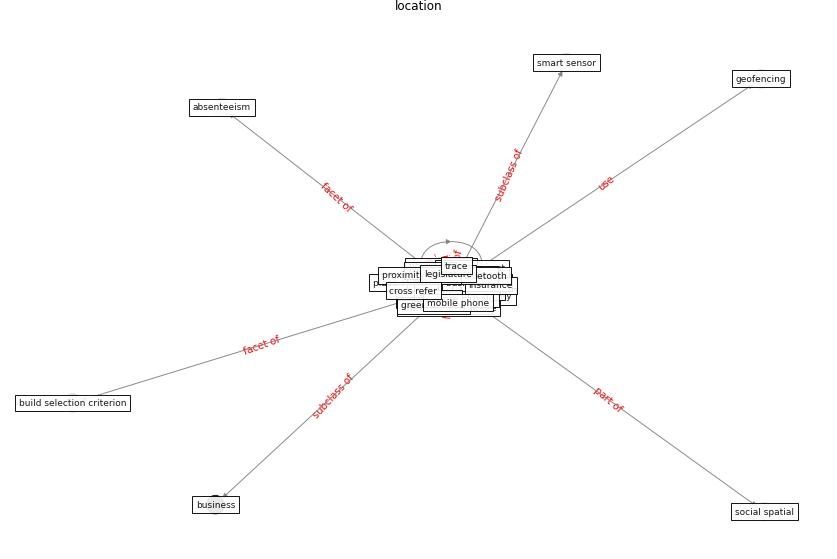 location
smart sensor
geofencing
absenteeism
subclass of
use
facet of
trace
legislature
proximit
etooth
insurance
cross refer
gree
mobile phone
facet of
subclass of
part of
build selection criterion
business
social spatial